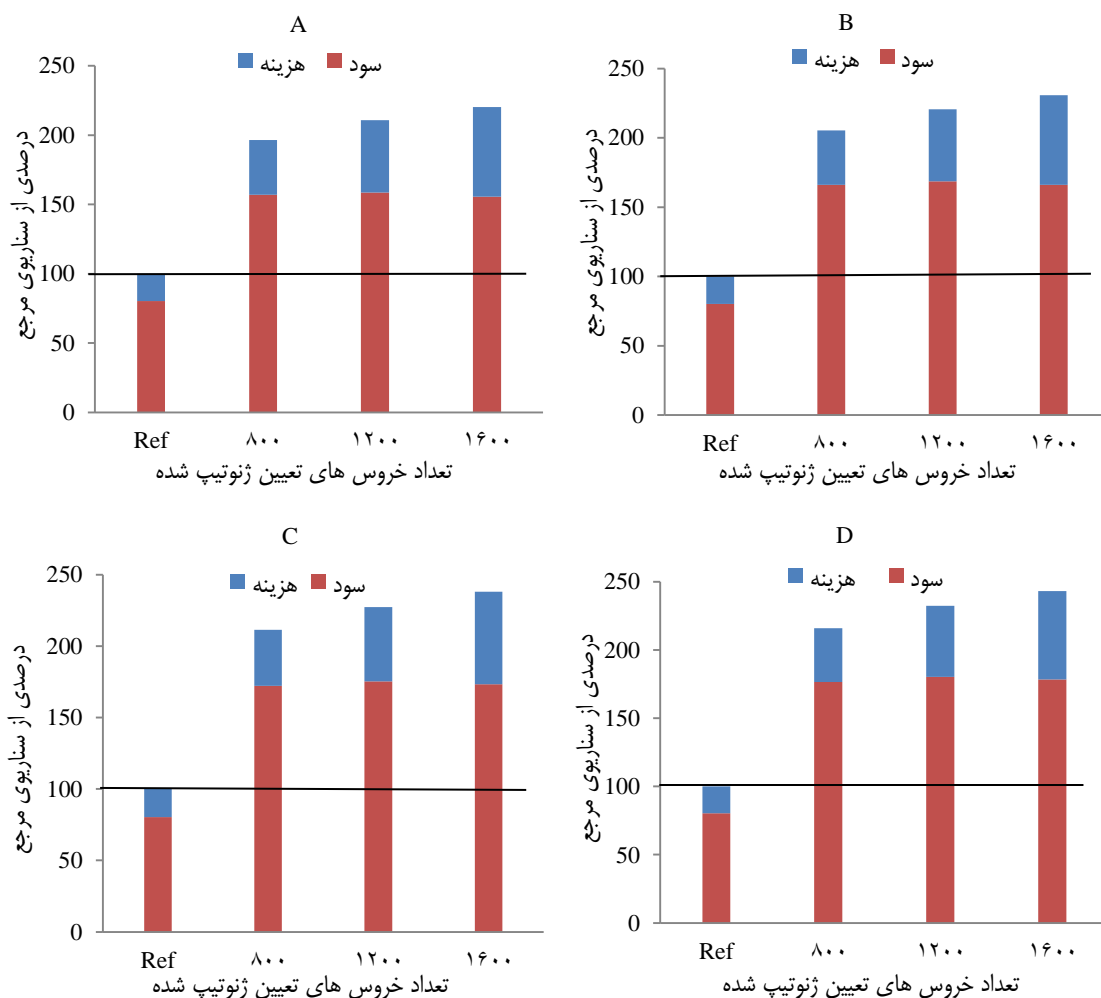 A
هزینه سود
درصدی از سناریوی مرجع
250
200
150
100
50
0
Ref ۸۰۰ ۱۲۰۰ ۱۶۰۰
تعداد خروس های تعیین ژنوتیپ شده
B
هزینه سود
درصدی از سناریوی مرجع
250
200
150
100
50
0
Ref ۸۰۰ ۱۲۰۰ ۱۶۰۰
تعداد خروس های تعیین ژنوتیپ شده
C
هزینه سود
درصدی از سناریوی مرجع
250
200
150
100
50
0
Ref ۸۰۰ ۱۲۰۰ ۱۶۰۰
تعداد خروس های تعیین ژنوتیپ شده
D
هزینه سود
درصدی از سناریوی مرجع
250
200
150
100
50
0
Ref ۸۰۰ ۱۲۰۰ ۱۶۰۰
تعداد خروس های تعیین ژنوتیپ شده